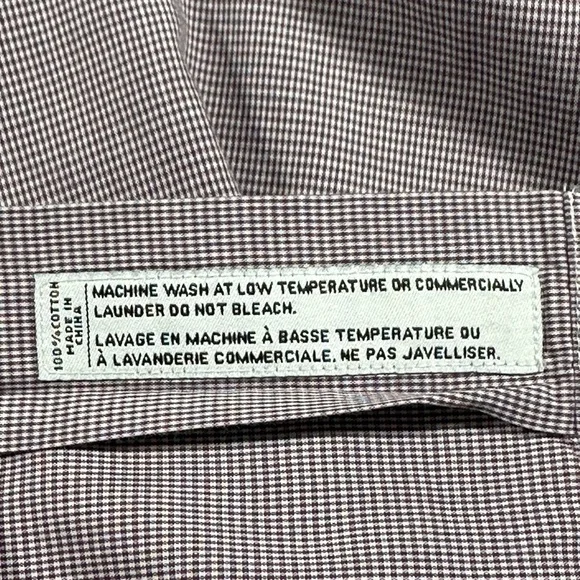 100% COTTON
MADE IN
CHINA
MACHINE WASH AT LOW TEMPERATURE OR COMMERCIALLY
LAUNDER DO NOT BLEACH.
LAVAGE EN MACHINE À BASSE TEMPERATURE OU
À LAVANDERIE COMMERCIALE, NE PAS JAVELLISER.